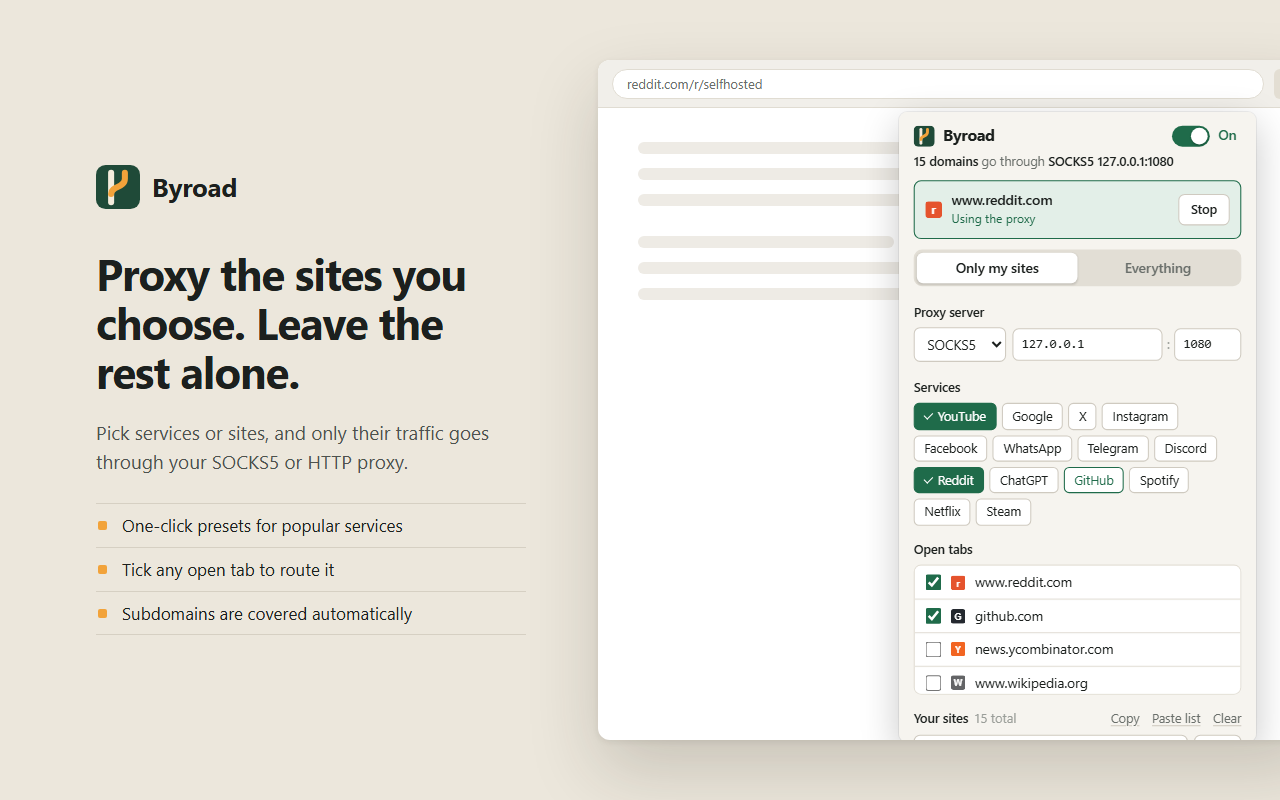 Byroad
Proxy the sites you
choose. Leave the
rest alone.
Pick services or sites, and only their traffic goes
through your SOCKS5 or HTTP proxy.
One-click presets for popular services
Tick any open tab to route it
Subdomains are covered automatically
reddit.com/r/selfhosted
Byroad On
15 domains go through SOCKS5 127.0.0.1:1080
r www.reddit.com
Using the proxy
Stop
Only my sites Everything
Proxy server
SOCKS5 127.0.0.1 : 1080
Services
✓ YouTube Google X Instagram
Facebook WhatsApp Telegram Discord
✓ Reddit ChatGPT GitHub Spotify
Netflix Steam
Open tabs
r www.reddit.com
G github.com
Y news.ycombinator.com
W www.wikipedia.org
Your sites 15 total Copy Paste list Clear